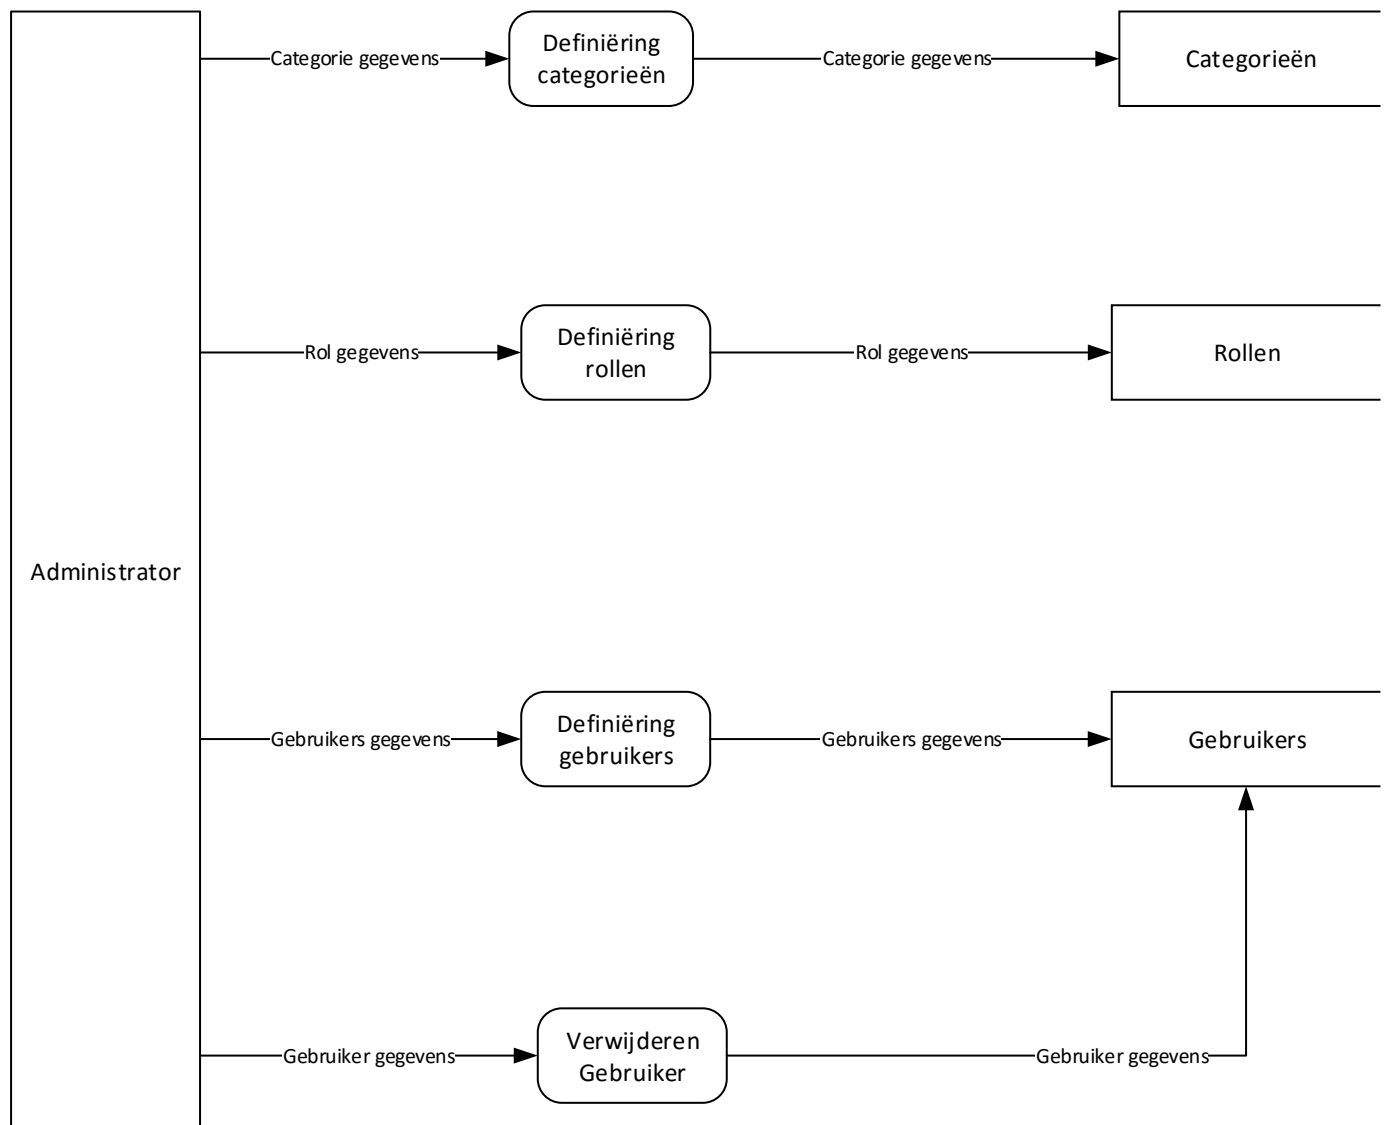 Categorie gegevens
Definiëring
categorieën
Categorie gegevens
Categorieën
Rol gegevens
Definiëring
rollen
Rol gegevens
Rollen
Administrator
Gebruikers gegevens
Definiëring
gebruikers
Gebruikers gegevens
Gebruikers
Gebruiker gegevens
Verwijderen
Gebruiker
Gebruiker gegevens